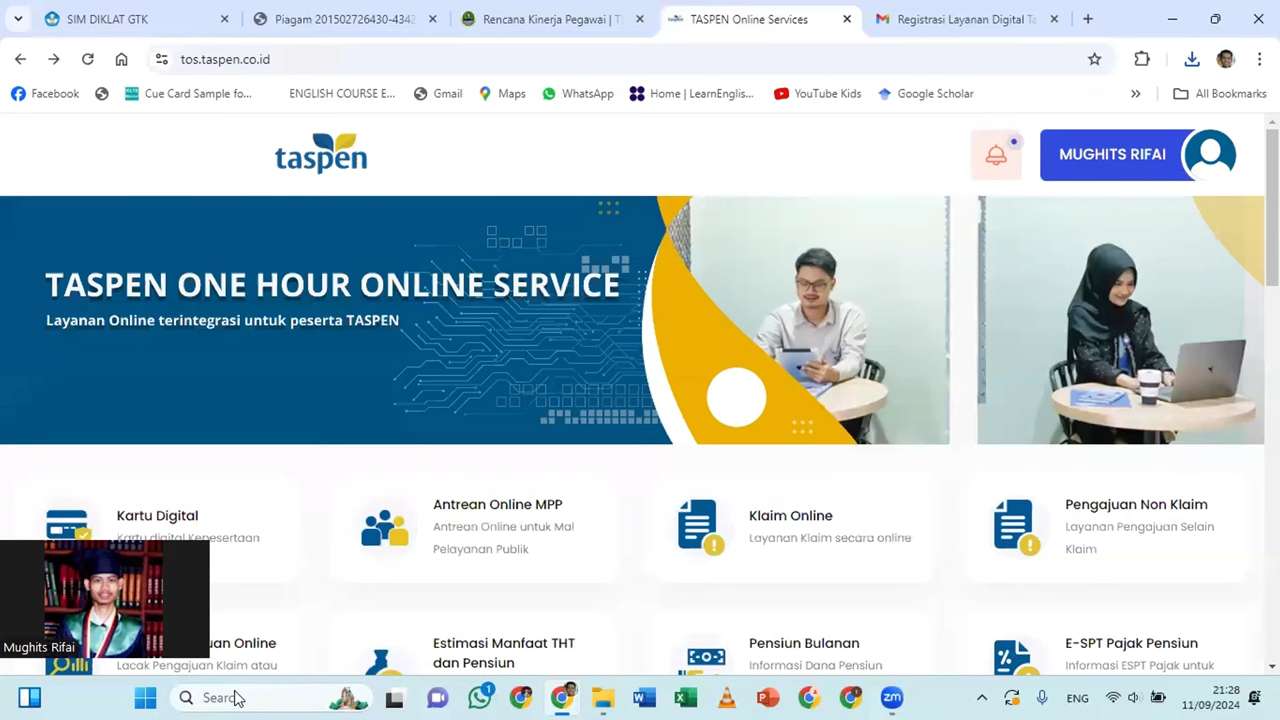 SIM DIKLAT GTK
Piagam 201502726430-4342
Rencana Kinerja Pegawai | T
TASPEN Online Services
Registrasi Layanan Digital Ta
tos.taspen.co.id
Facebook
Cue Card Sample fo...
ENGLISH COURSE E...
Gmail
Maps
WhatsApp
Home | LearnEnglis...
YouTube Kids
Google Scholar
All Bookmarks
taspen
MUGHITS RIFAI
TASPEN ONE HOUR ONLINE SERVICE
Layanan Online terintegrasi untuk peserta TASPEN
Kartu Digital
Kartu digital Kepesertaan
Antrean Online MPP
Antrean Online untuk Mal
Pelayanan Publik
Klaim Online
Layanan Klaim secara online
Pengajuan Non Klaim
Layanan Pengajuan Selain
Klaim
Mughits Rifai
uan Online
Lacak Pengajuan Klaim atau
Estimasi Manfaat THT
dan Pensiun
Pensiun Bulanan
Informasi Dana Pensiun
E-SPT Pajak Pensiun
Informasi ESPT Pajak untuk
Search
1
zm
ENG
21:28
11/09/2024